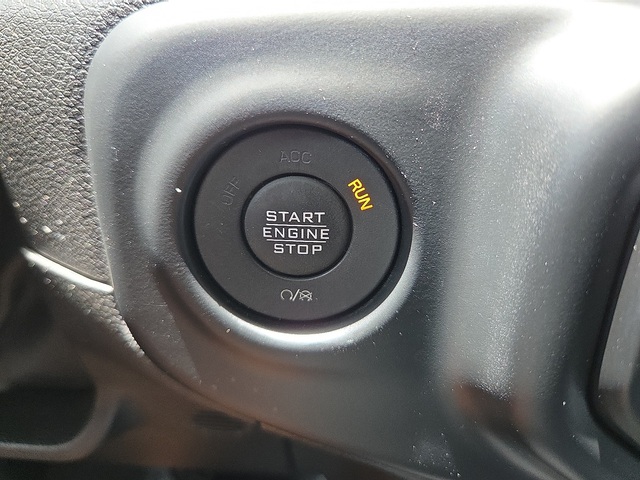 ACC
OFF
RUN
START
ENGINE
STOP